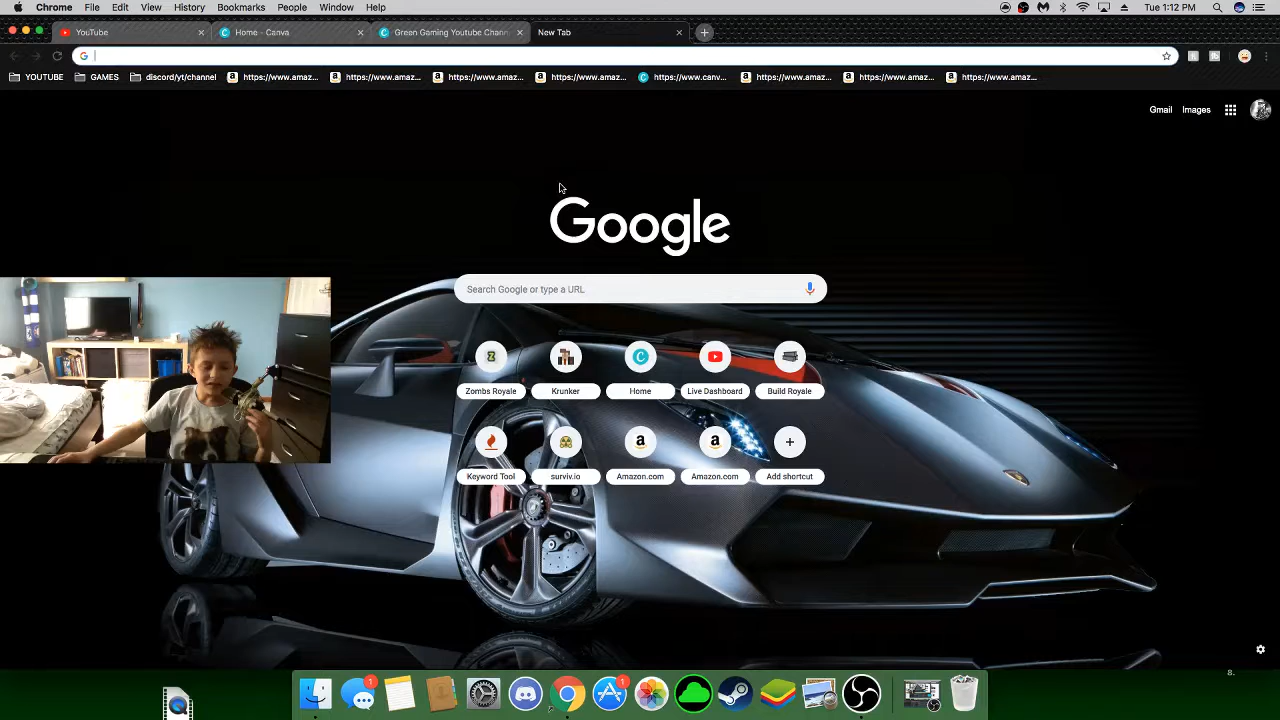 Chrome File Edit View History Bookmarks People Window Help Tue 1:12 PM
YouTube Home - Canva Green Gaming Youtube Chann New Tab
YOUTUBE GAMES discord/yt/channel https://www.amaz... https://www.amaz... https://www.amaz... https://www.amaz... https://www.canv... https://www.amaz... https://www.amaz... https://www.amaz...
Gmail Images
Google
Search Google or type a URL
Zombs Royale Krunker Home Live Dashboard Build Royale
Keyword Tool surviv.io Amazon.com Amazon.com Add shortcut
8.
1 1